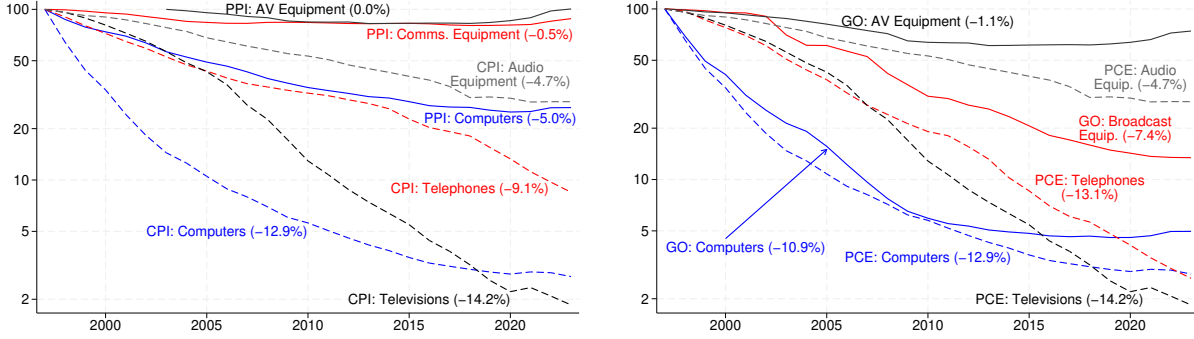 100
50
20
10
5
2
2000
2005
2010
2015
2020
PPI: AV Equipment (0.0%)
PPI: Comms. Equipment (−0.5%)
CPI: Audio
Equipment (−4.7%)
PPI: Computers (−5.0%)
CPI: Telephones (−9.1%)
CPI: Computers (−12.9%)
CPI: Televisions (−14.2%)
100
50
20
10
5
2
2000
2005
2010
2015
2020
GO: AV Equipment (−1.1%)
PCE: Audio
Equip. (−4.7%)
GO: Broadcast
Equip. (−7.4%)
PCE: Telephones
(−13.1%)
GO: Computers (−10.9%)
PCE: Computers (−12.9%)
PCE: Televisions (−14.2%)